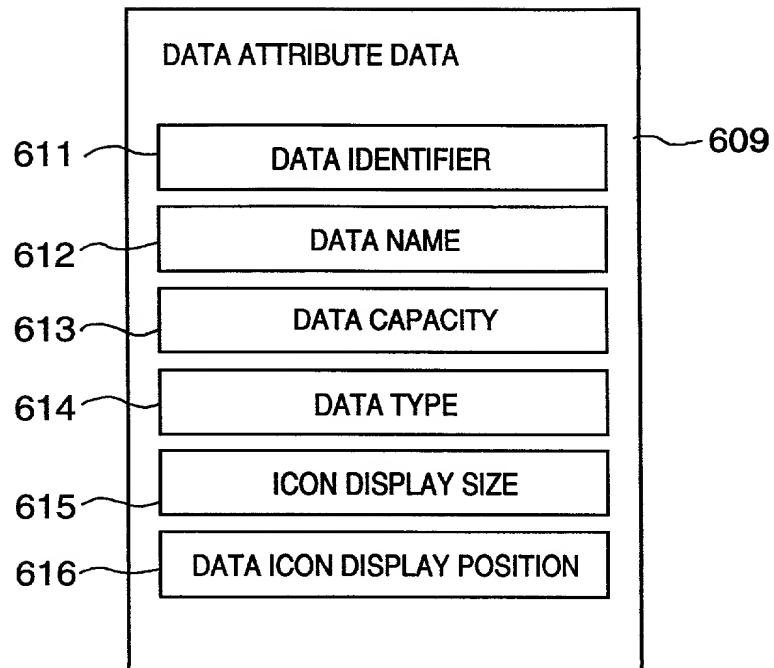 DATA ATTRIBUTE DATA
609
611 DATA IDENTIFIER
612 DATA NAME
613 DATA CAPACITY
614 DATA TYPE
615 ICON DISPLAY SIZE
616 DATA ICON DISPLAY POSITION